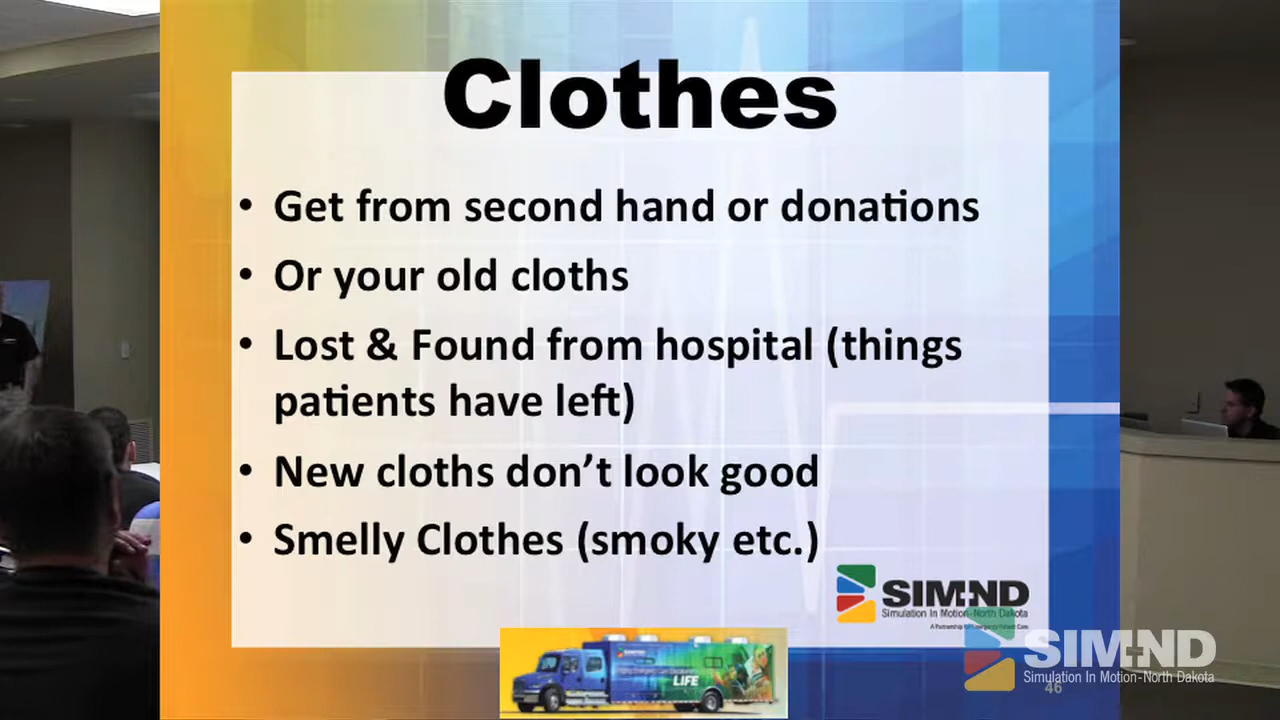 Clothes
• Get from second hand or donations
• Or your old cloths
• Lost & Found from hospital (things
patients have left)
• New cloths don’t look good
• Smelly Clothes (smoky etc.)
SIM-ND
Simulation In Motion-North Dakota
LIFE
SIM-ND
Simulation In Motion-North Dakota
46